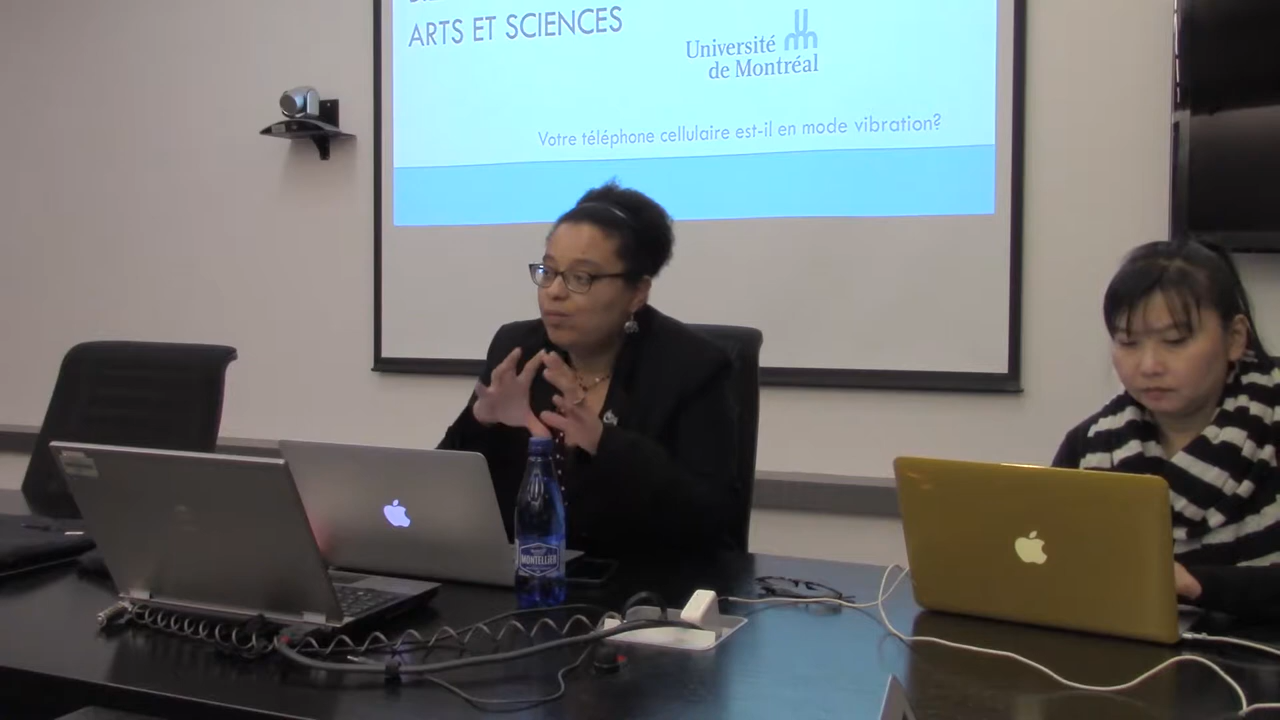 ARTS ET SCIENCES
Université
de Montréal
Votre téléphone cellulaire est-il en mode vibration?
MONTELLIER